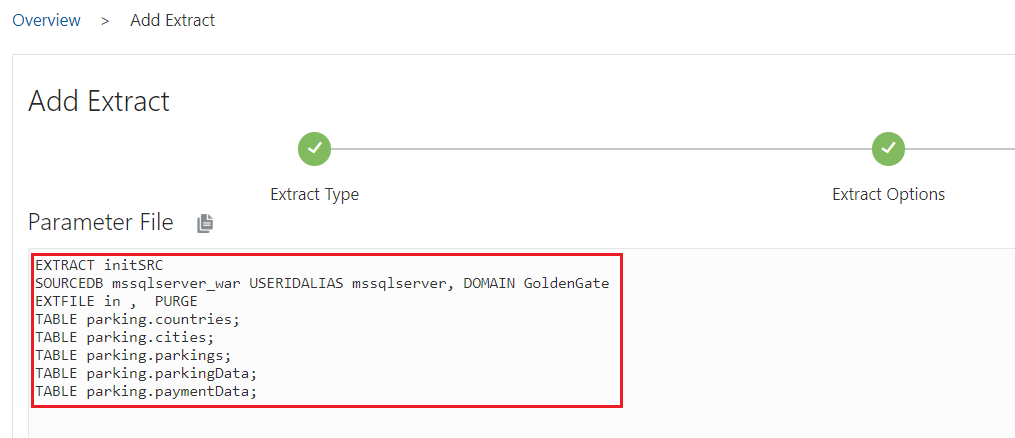 Overview > Add Extract
Add Extract
Extract Type
Extract Options
Parameter File
EXTRACT initSRC
SOURCEDB mssqlserver_war USERIDALIAS mssqlserver, DOMAIN GoldenGate
EXTFILE in ,  PURGE
TABLE parking.countries;
TABLE parking.cities;
TABLE parking.parkings;
TABLE parking.parkingData;
TABLE parking.paymentData;